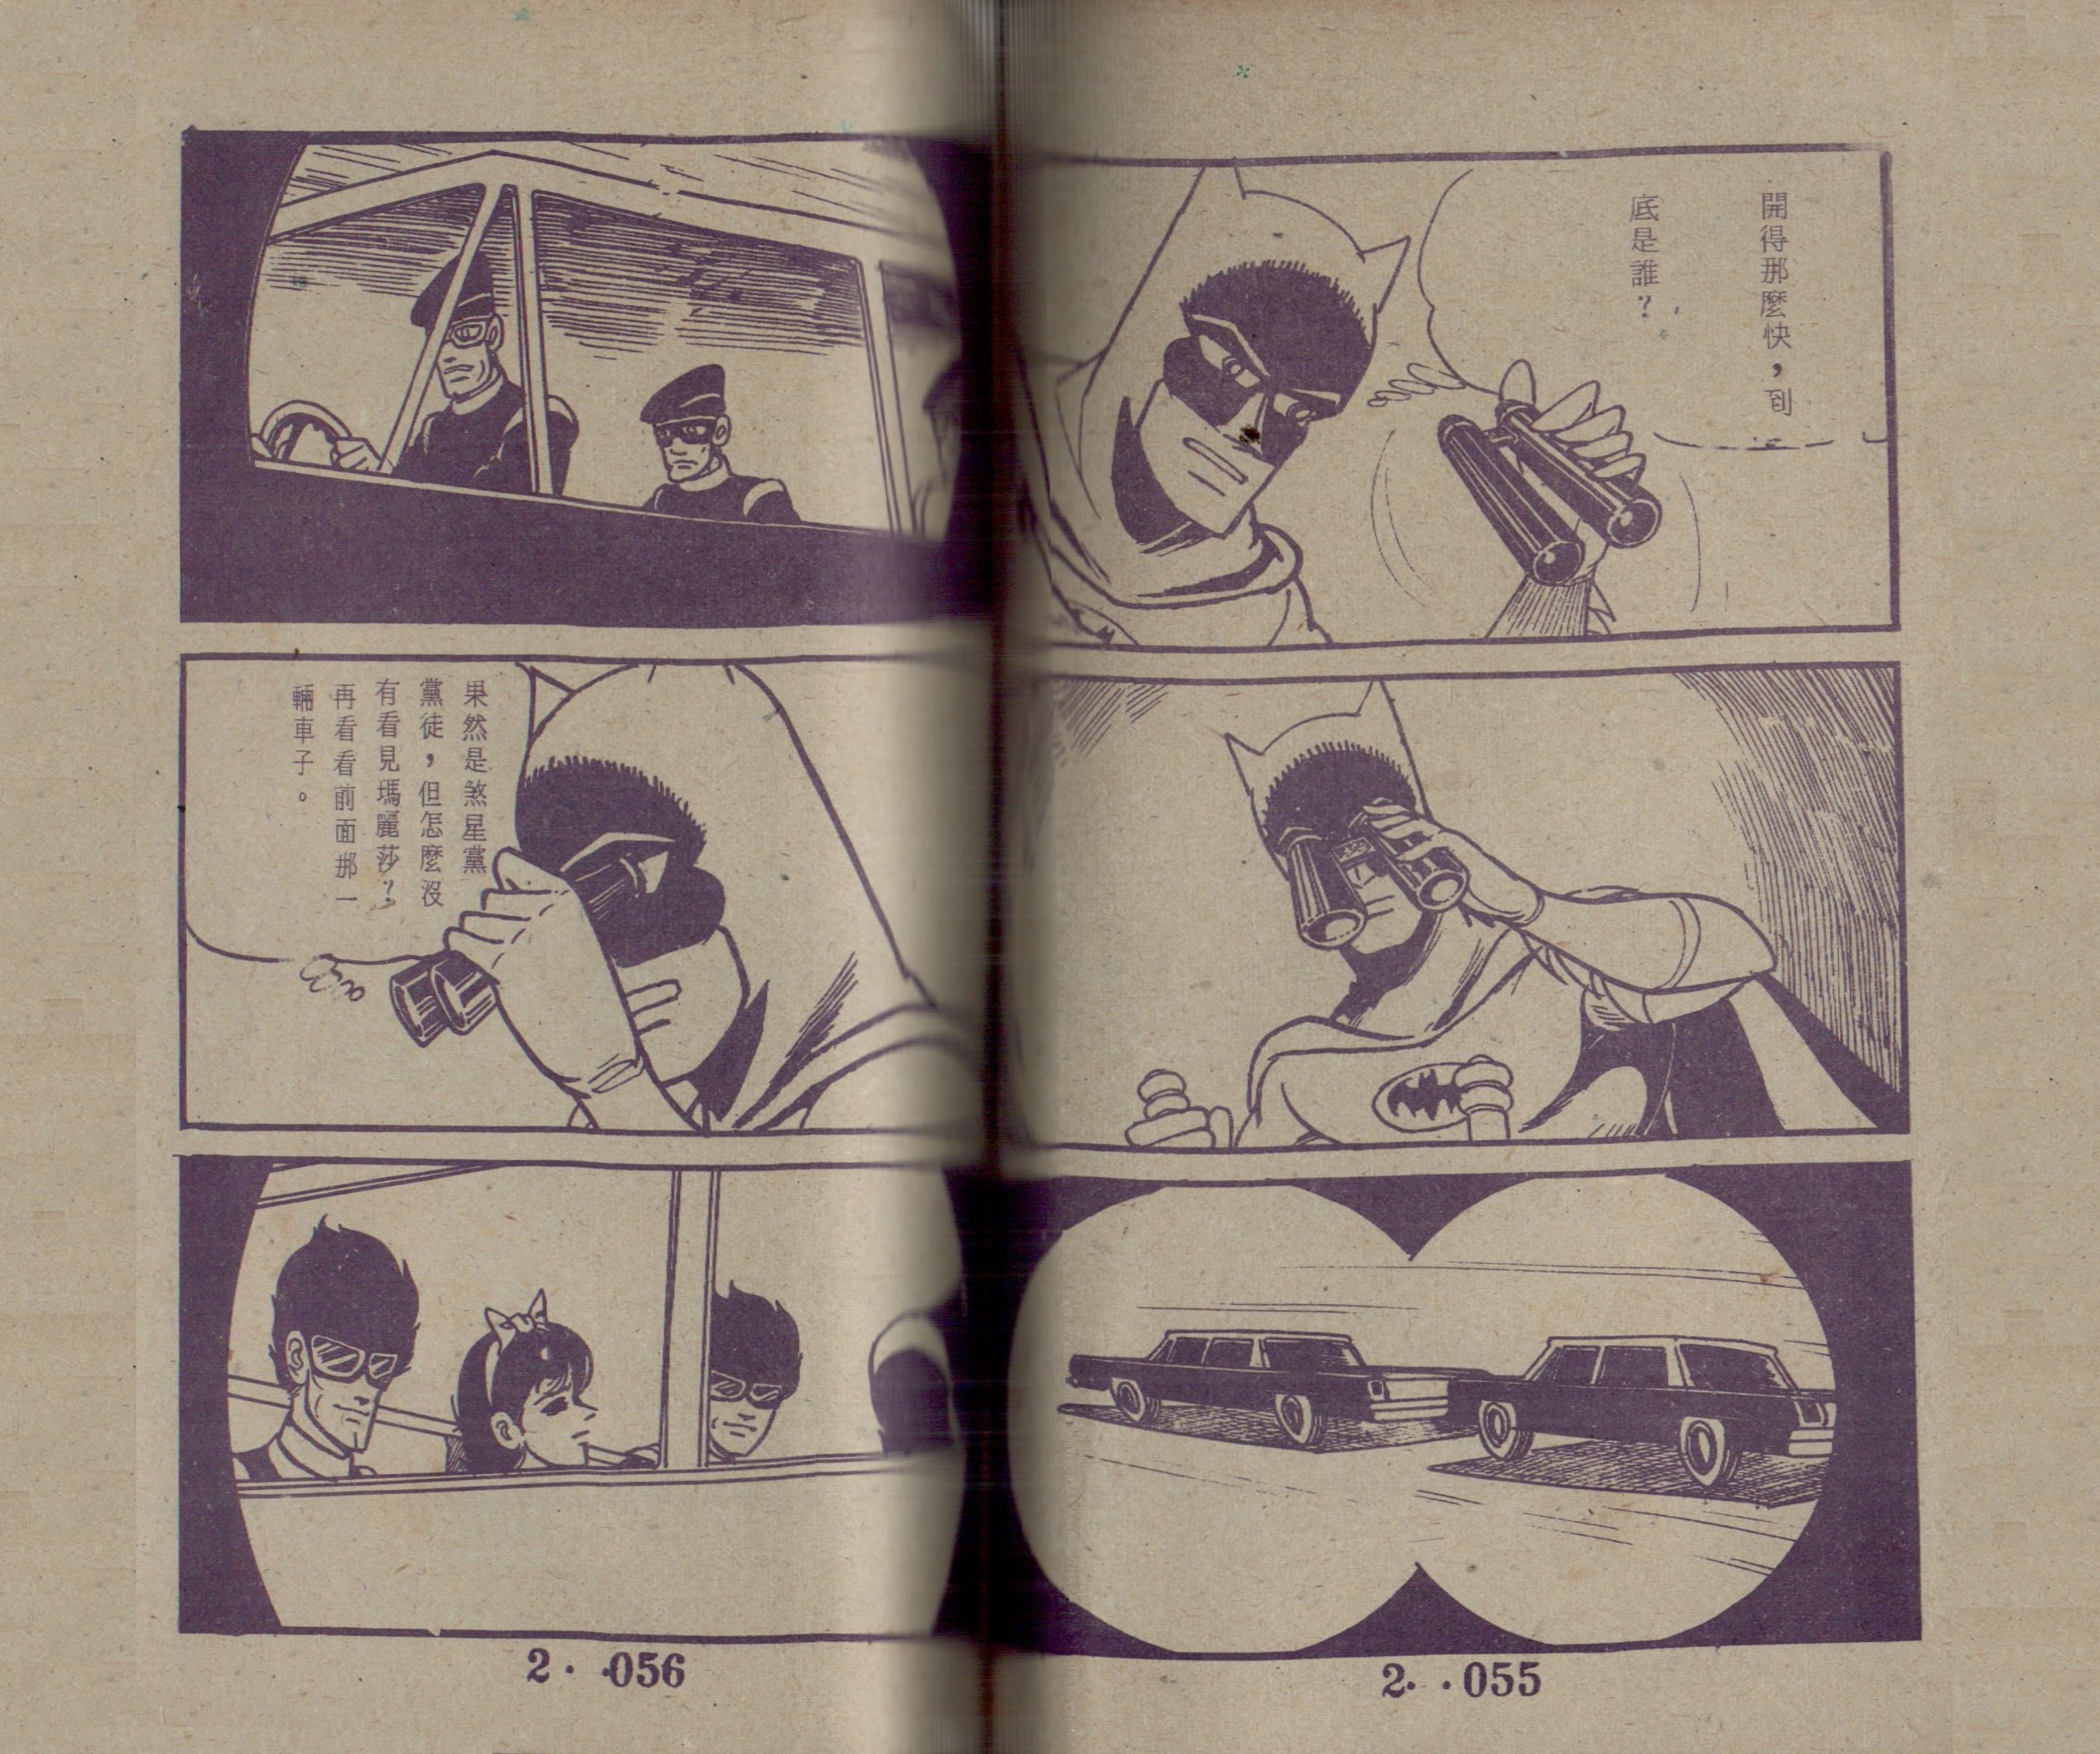 開得那麼快，到
底是誰？
果然是煞星黨
黨徒，但怎麼沒
有看見瑪麗莎？
再看看前面那一
輛車子。
2··055
2··056